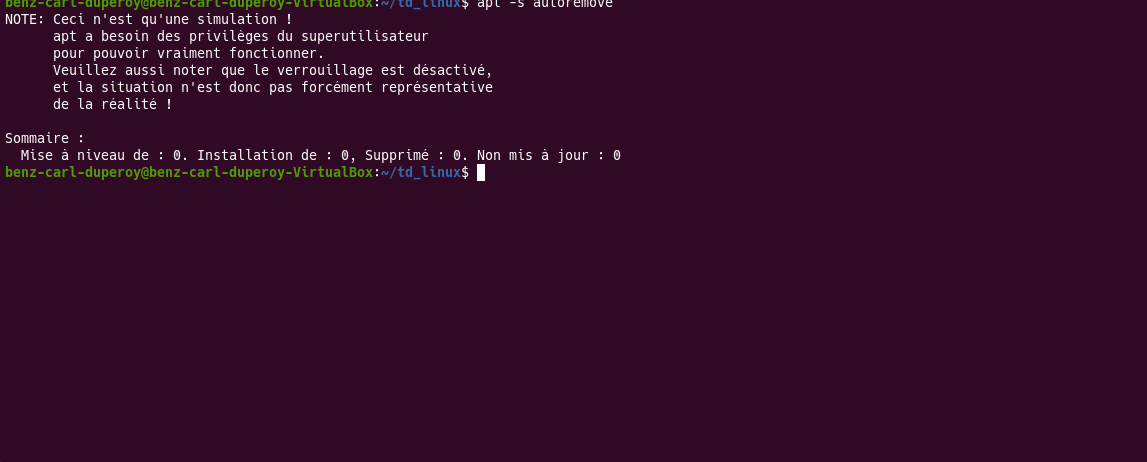 benz-carl-duperoy@benz-carl-duperoy-VirtualBox:~/td_linux$ apt -s autoremove
NOTE: Ceci n'est qu'une simulation !
      apt a besoin des privilèges du superutilisateur
      pour pouvoir vraiment fonctionner.
      Veuillez aussi noter que le verrouillage est désactivé,
      et la situation n'est donc pas forcément représentative
      de la réalité !

Sommaire :
  Mise à niveau de : 0. Installation de : 0, Supprimé : 0. Non mis à jour : 0
benz-carl-duperoy@benz-carl-duperoy-VirtualBox:~/td_linux$